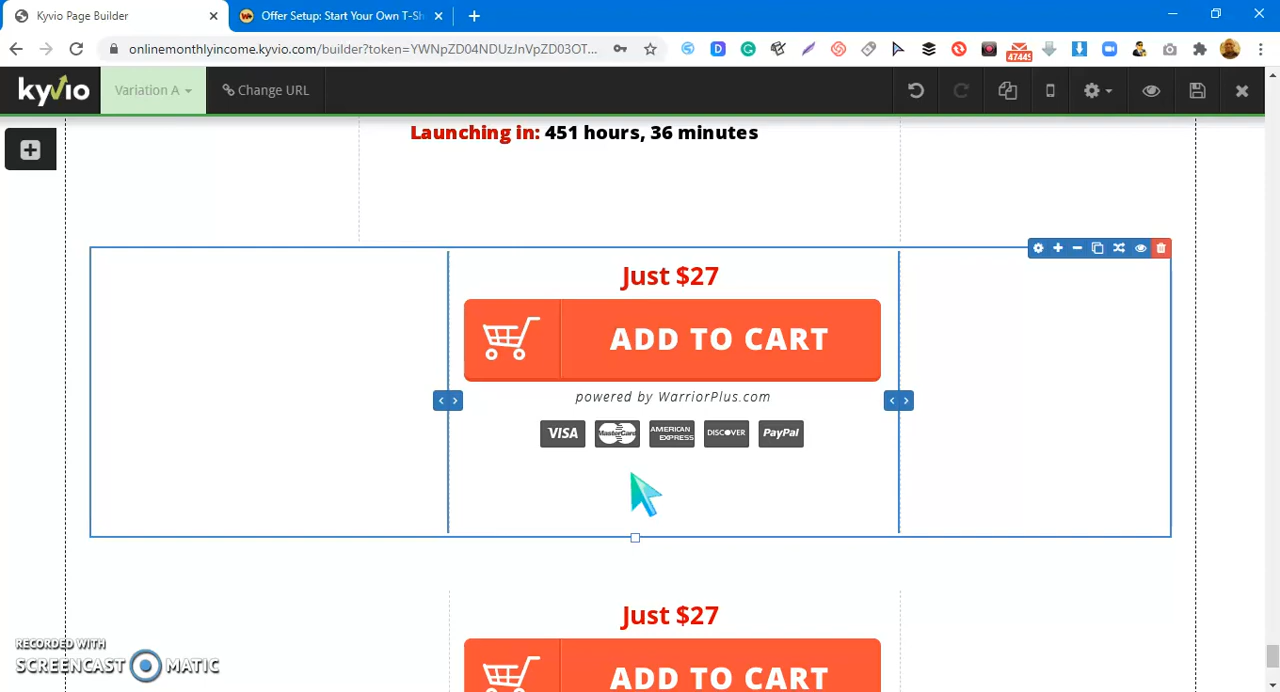 Kyvio Page Builder
Offer Setup: Start Your Own T-Sh
onlinemonthlyincome.kyvio.com/builder?token=YWNpZD04NDUzJnVpZD03OT...
47445
kyvio
Variation A
Change URL
Launching in: 451 hours, 36 minutes
Just $27
ADD TO CART
powered by WarriorPlus.com
VISA MasterCard AMERICAN EXPRESS DISCOVER PayPal
Just $27
ADD TO CART
RECORDED WITH
SCREENCAST MATIC